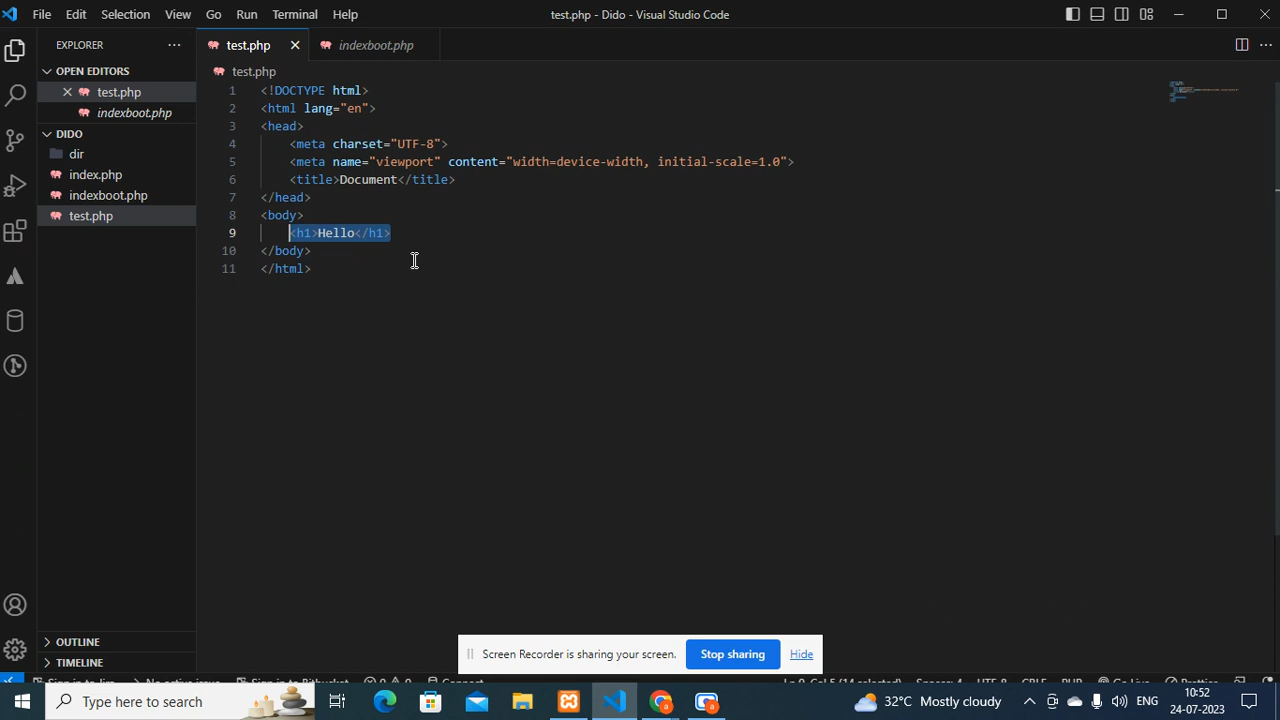 File Edit Selection View Go Run Terminal Help test.php - Dido - Visual Studio Code
EXPLORER
OPEN EDITORS
test.php
indexboot.php
DIDO
dir
index.php
indexboot.php
test.php
OUTLINE
TIMELINE
test.php indexboot.php
test.php
1 <!DOCTYPE html>
2 <html lang="en">
3 <head>
4 <meta charset="UTF-8">
5 <meta name="viewport" content="width=device-width, initial-scale=1.0">
6 <title>Document</title>
7 </head>
8 <body>
9 <h1>Hello</h1>
10 </body>
11 </html>
Screen Recorder is sharing your screen. Stop sharing Hide
Type here to search
32°C Mostly cloudy
ENG
10:52
24-07-2023